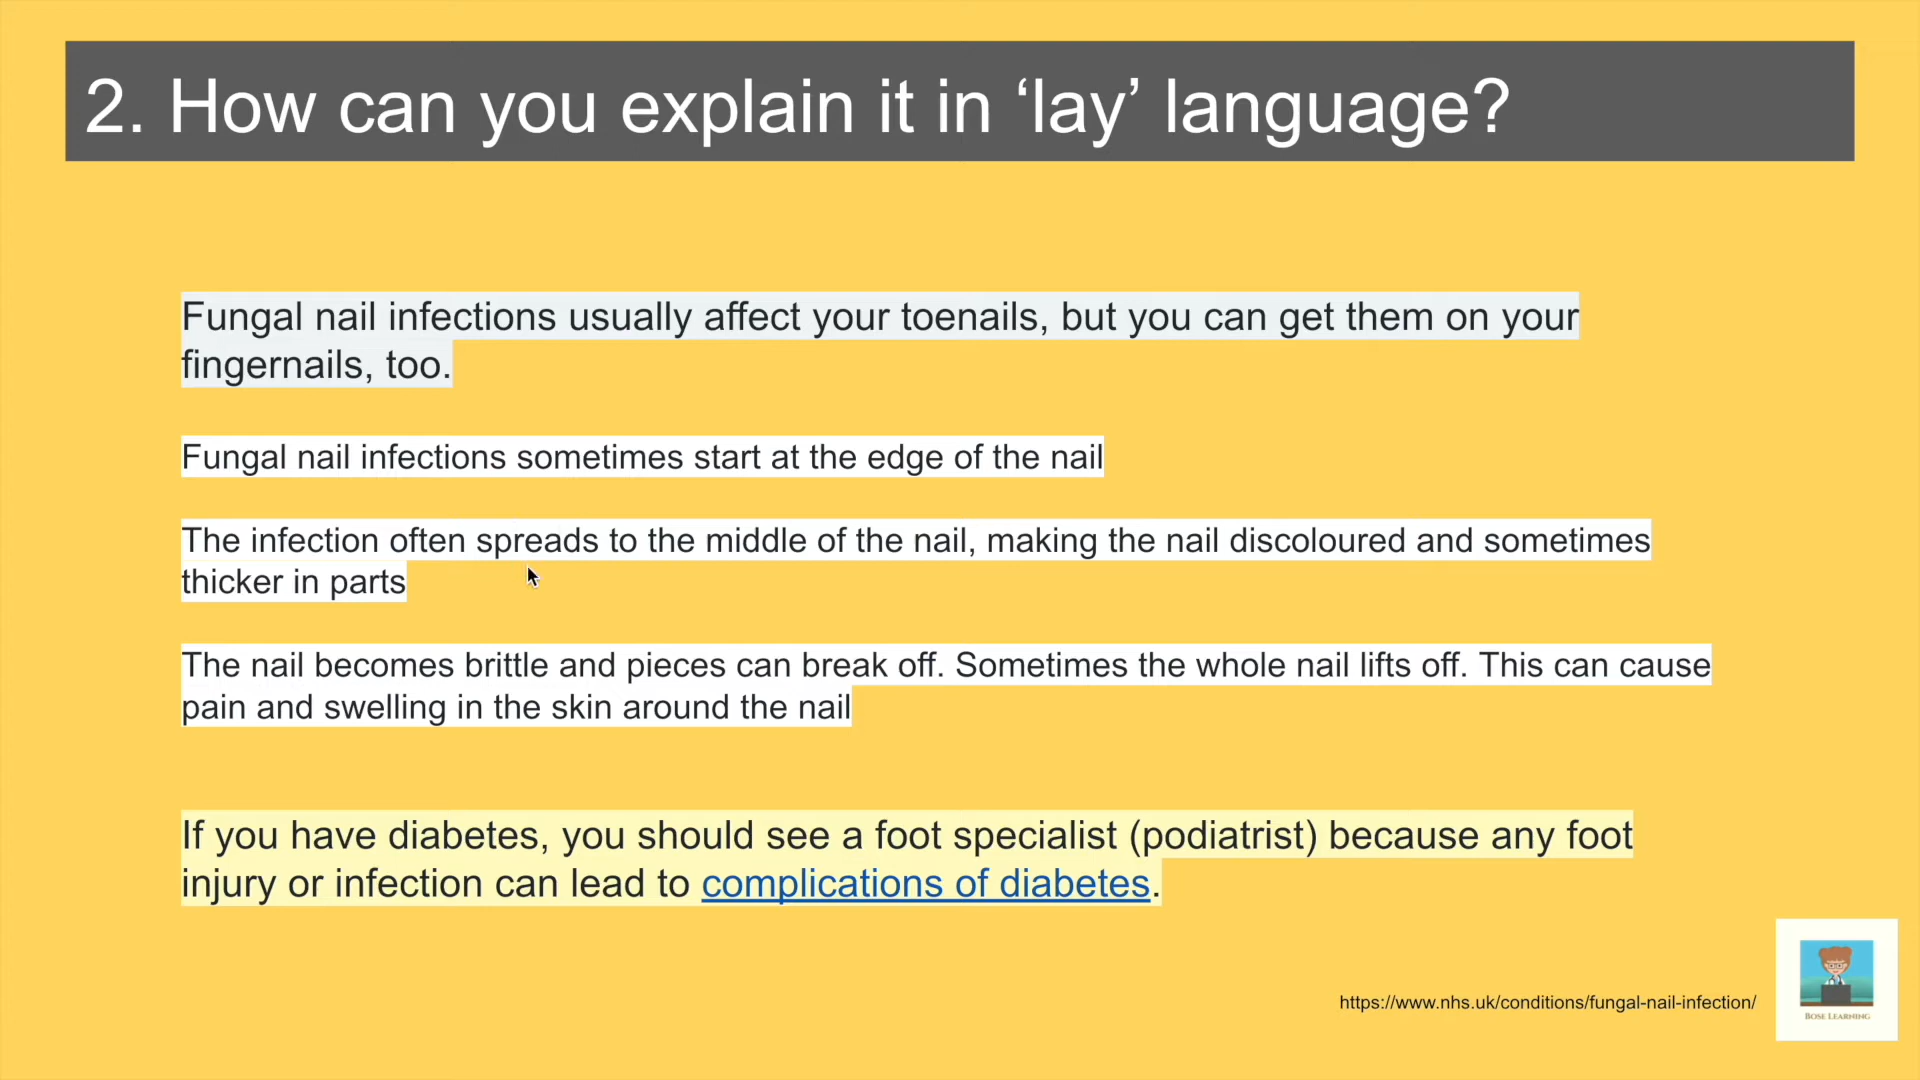 2. How can you explain it in ‘lay’ language?
Fungal nail infections usually affect your toenails, but you can get them on your
fingernails, too.
Fungal nail infections sometimes start at the edge of the nail
The infection often spreads to the middle of the nail, making the nail discoloured and sometimes
thicker in parts
The nail becomes brittle and pieces can break off. Sometimes the whole nail lifts off. This can cause
pain and swelling in the skin around the nail
If you have diabetes, you should see a foot specialist (podiatrist) because any foot
injury or infection can lead to complications of diabetes.
https://www.nhs.uk/conditions/fungal-nail-infection/
BOSE LEARNING